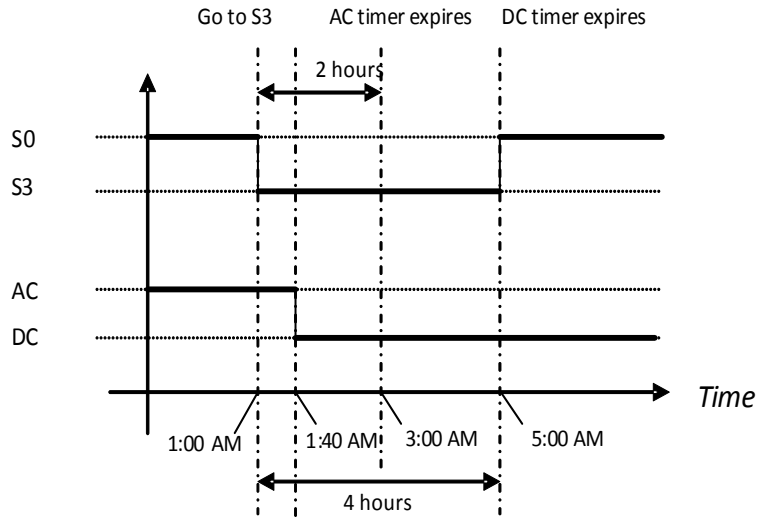 Go to S3 AC timer expires DC timer expires
2 hours
S0
S3
AC
DC
Time
1:00 AM 1:40 AM 3:00 AM 5:00 AM
4 hours